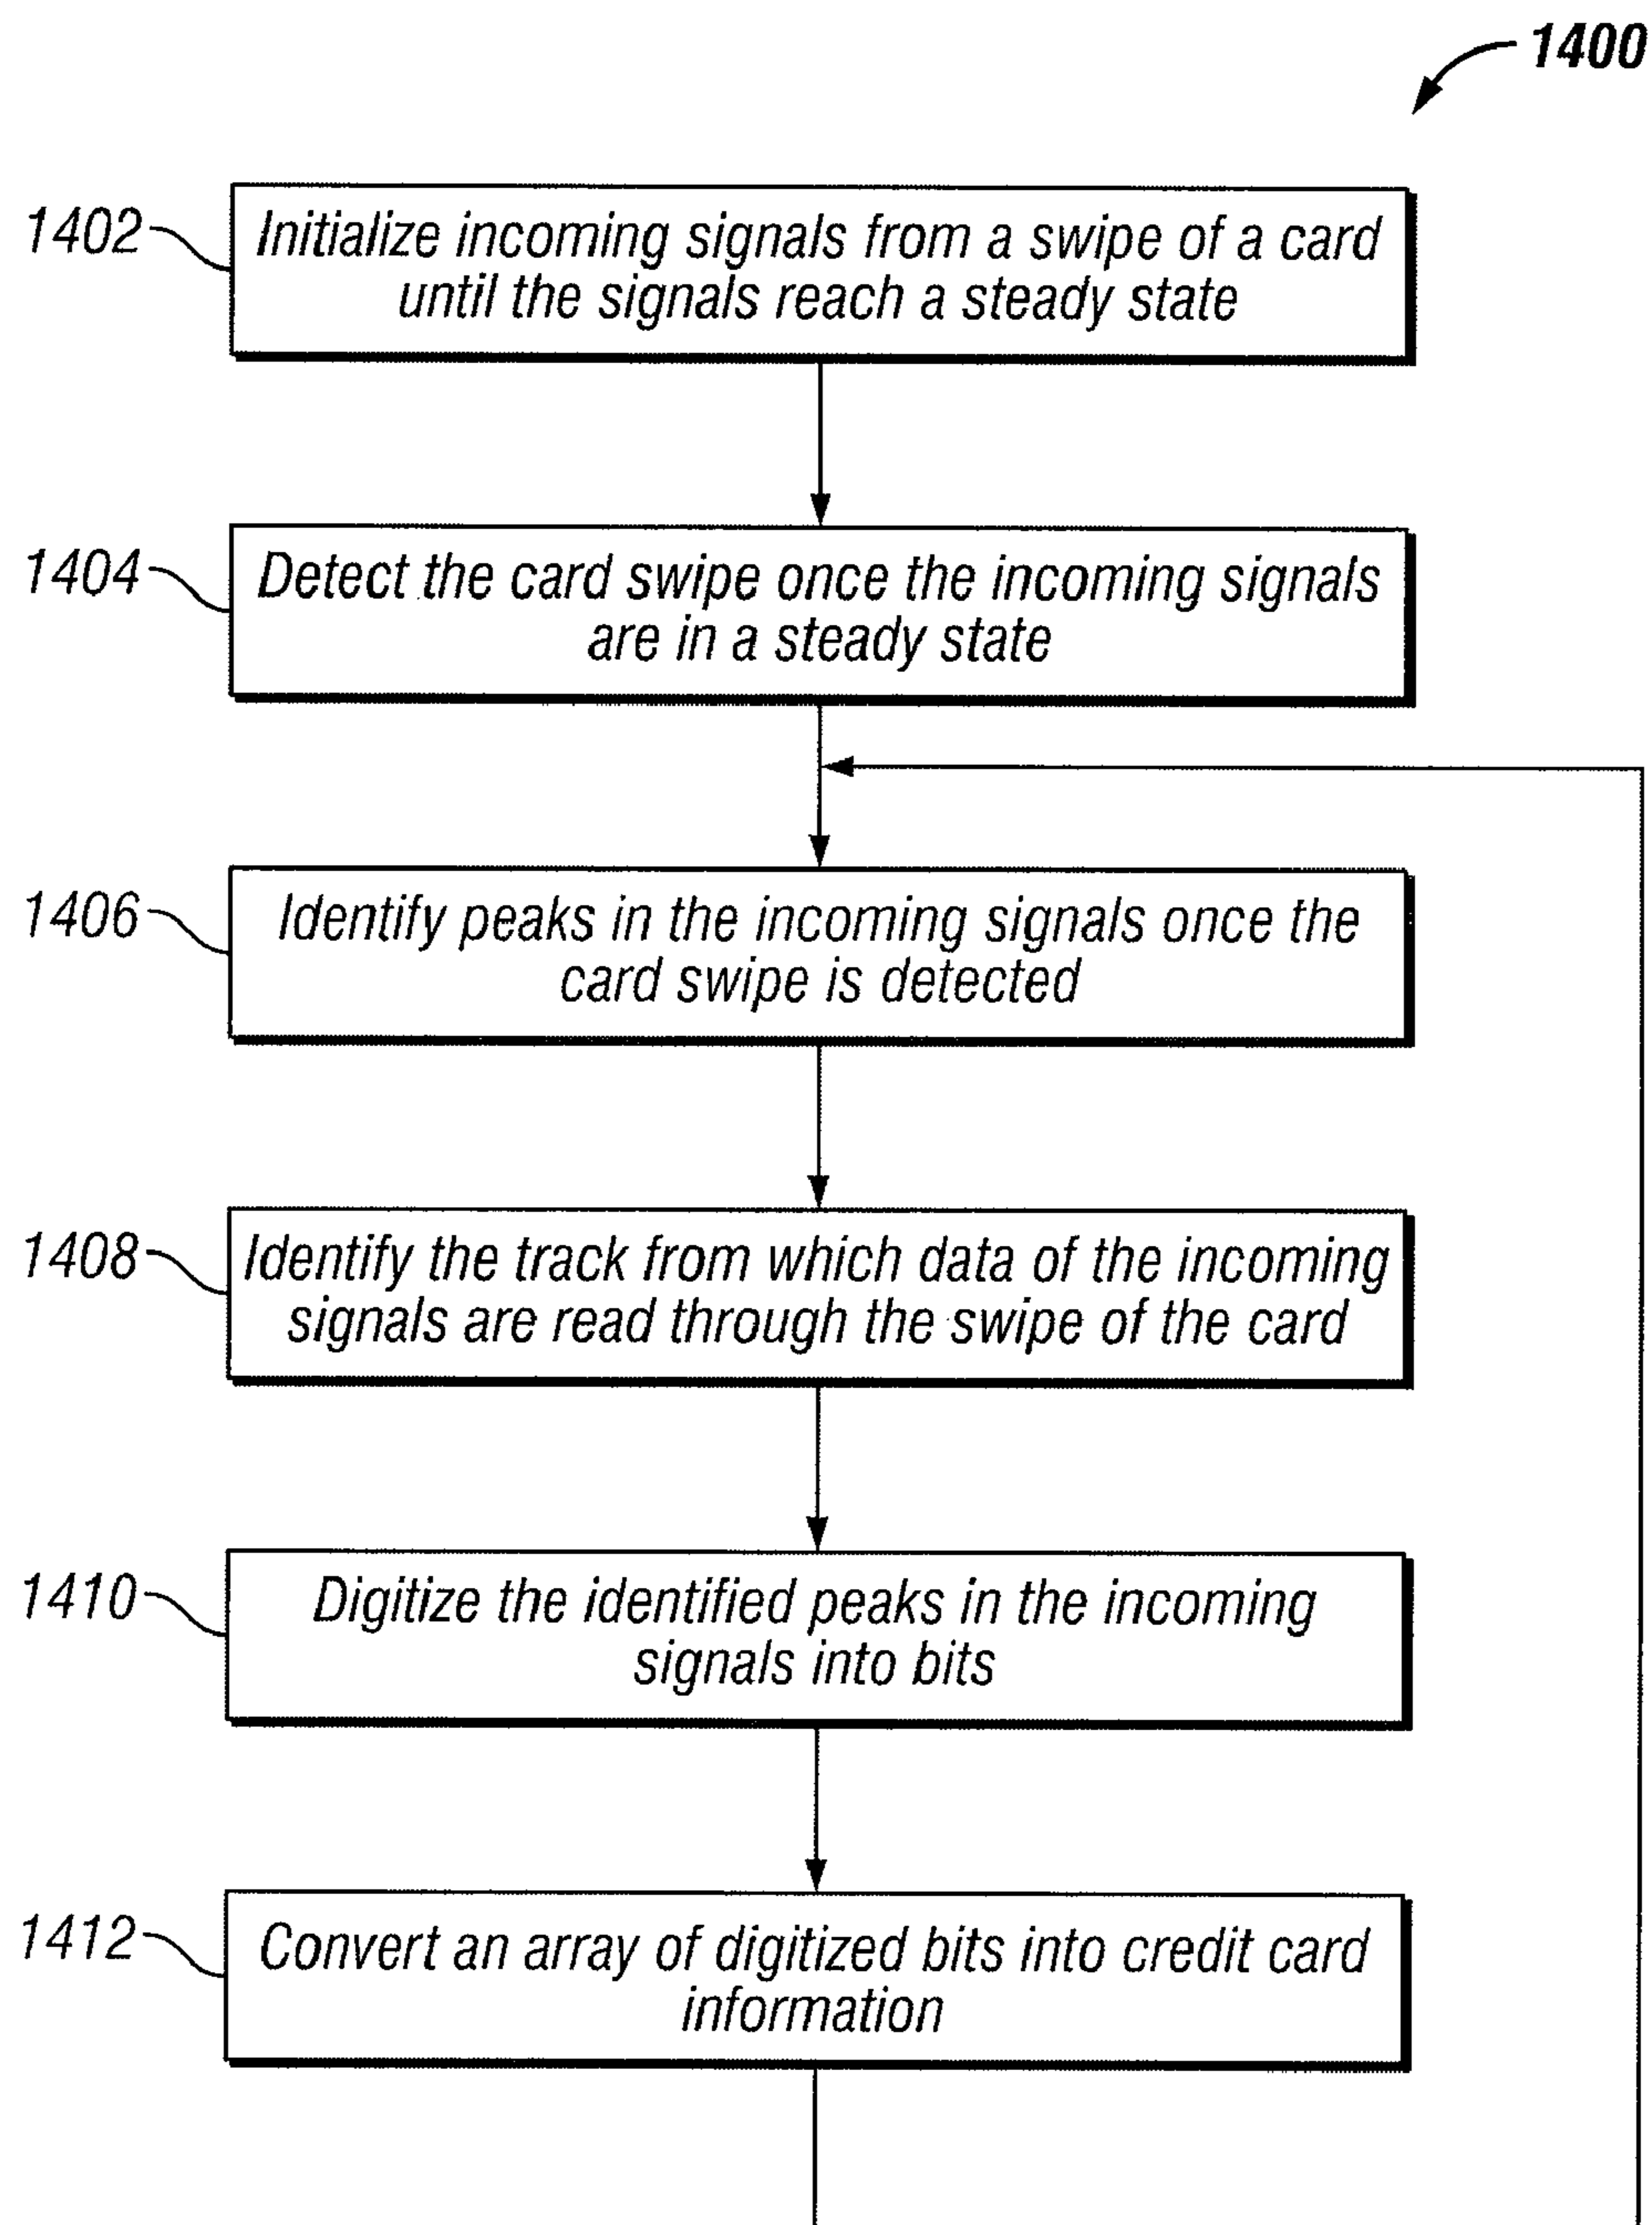 1400
1402
Initialize incoming signals from a swipe of a card
until the signals reach a steady state
1404
Detect the card swipe once the incoming signals
are in a steady state
1406
Identify peaks in the incoming signals once the
card swipe is detected
1408
Identify the track from which data of the incoming
signals are read through the swipe of the card
1410
Digitize the identified peaks in the incoming
signals into bits
1412
Convert an array of digitized bits into credit card
information